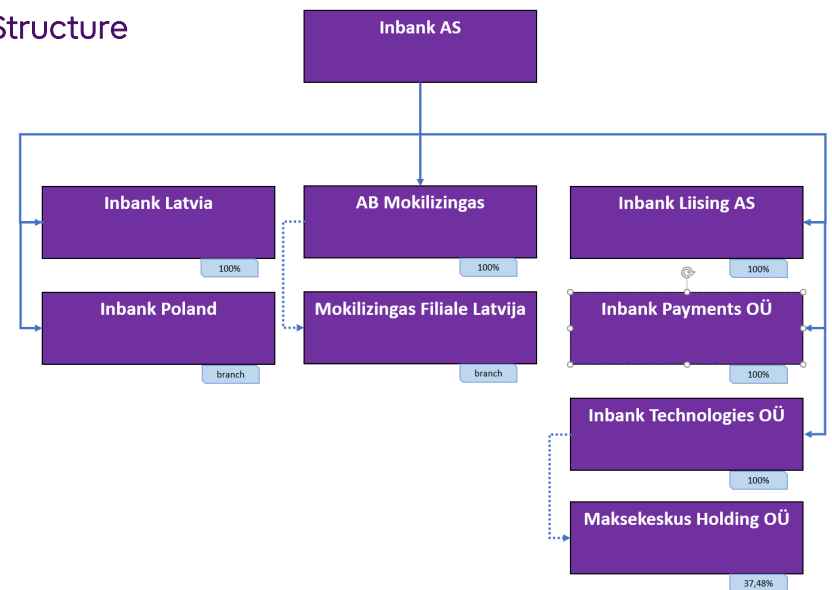 Structure
Inbank AS
Inbank Latvia
100%
AB Mokilizingas
100%
Inbank Liising AS
100%
Inbank Poland
branch
Mokilizingas Filiale Latvija
branch
Inbank Payments OÜ
100%
Inbank Technologies OÜ
100%
Maksekeskus Holding OÜ
37,48%